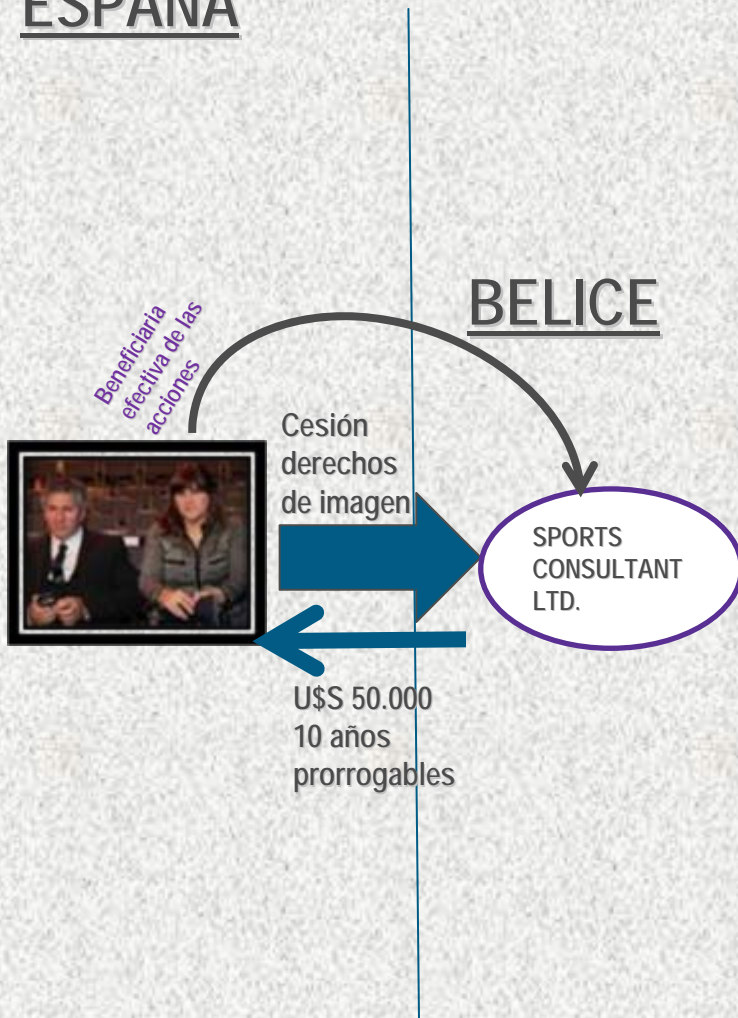 ESPAÑA
BELICE
Beneficiaria
efectiva de las
acciones
Cesión
derechos
de imagen
SPORTS
CONSULTANT
LTD.
U$S 50.000
10 años
prorrogables